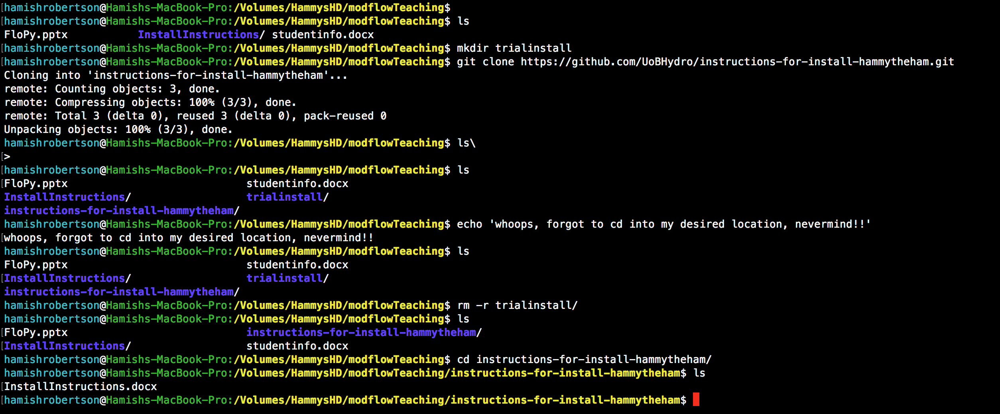 hamishrobertson@Hamishs-MacBook-Pro:/Volumes/HammysHD/modflowTeaching$
hamishrobertson@Hamishs-MacBook-Pro:/Volumes/HammysHD/modflowTeaching$ ls
FloPy.pptx           InstallInstructions/ studentinfo.docx
hamishrobertson@Hamishs-MacBook-Pro:/Volumes/HammysHD/modflowTeaching$ mkdir trialinstall
hamishrobertson@Hamishs-MacBook-Pro:/Volumes/HammysHD/modflowTeaching$ git clone https://github.com/UoBHydro/instructions-for-install-hammytheham.git
Cloning into 'instructions-for-install-hammytheham'...
remote: Counting objects: 3, done.
remote: Compressing objects: 100% (3/3), done.
remote: Total 3 (delta 0), reused 3 (delta 0), pack-reused 0
Unpacking objects: 100% (3/3), done.
hamishrobertson@Hamishs-MacBook-Pro:/Volumes/HammysHD/modflowTeaching$ ls\
>
hamishrobertson@Hamishs-MacBook-Pro:/Volumes/HammysHD/modflowTeaching$ ls
FloPy.pptx                            studentinfo.docx
InstallInstructions/                  trialinstall/
instructions-for-install-hammytheham/
hamishrobertson@Hamishs-MacBook-Pro:/Volumes/HammysHD/modflowTeaching$ echo 'whoops, forgot to cd into my desired location, nevermind!!'
whoops, forgot to cd into my desired location, nevermind!!
hamishrobertson@Hamishs-MacBook-Pro:/Volumes/HammysHD/modflowTeaching$ ls
FloPy.pptx                            studentinfo.docx
InstallInstructions/                  trialinstall/
instructions-for-install-hammytheham/
hamishrobertson@Hamishs-MacBook-Pro:/Volumes/HammysHD/modflowTeaching$ rm -r trialinstall/
hamishrobertson@Hamishs-MacBook-Pro:/Volumes/HammysHD/modflowTeaching$ ls
FloPy.pptx                            instructions-for-install-hammytheham/
InstallInstructions/                  studentinfo.docx
hamishrobertson@Hamishs-MacBook-Pro:/Volumes/HammysHD/modflowTeaching$ cd instructions-for-install-hammytheham/
hamishrobertson@Hamishs-MacBook-Pro:/Volumes/HammysHD/modflowTeaching/instructions-for-install-hammytheham$ ls
InstallInstructions.docx
hamishrobertson@Hamishs-MacBook-Pro:/Volumes/HammysHD/modflowTeaching/instructions-for-install-hammytheham$